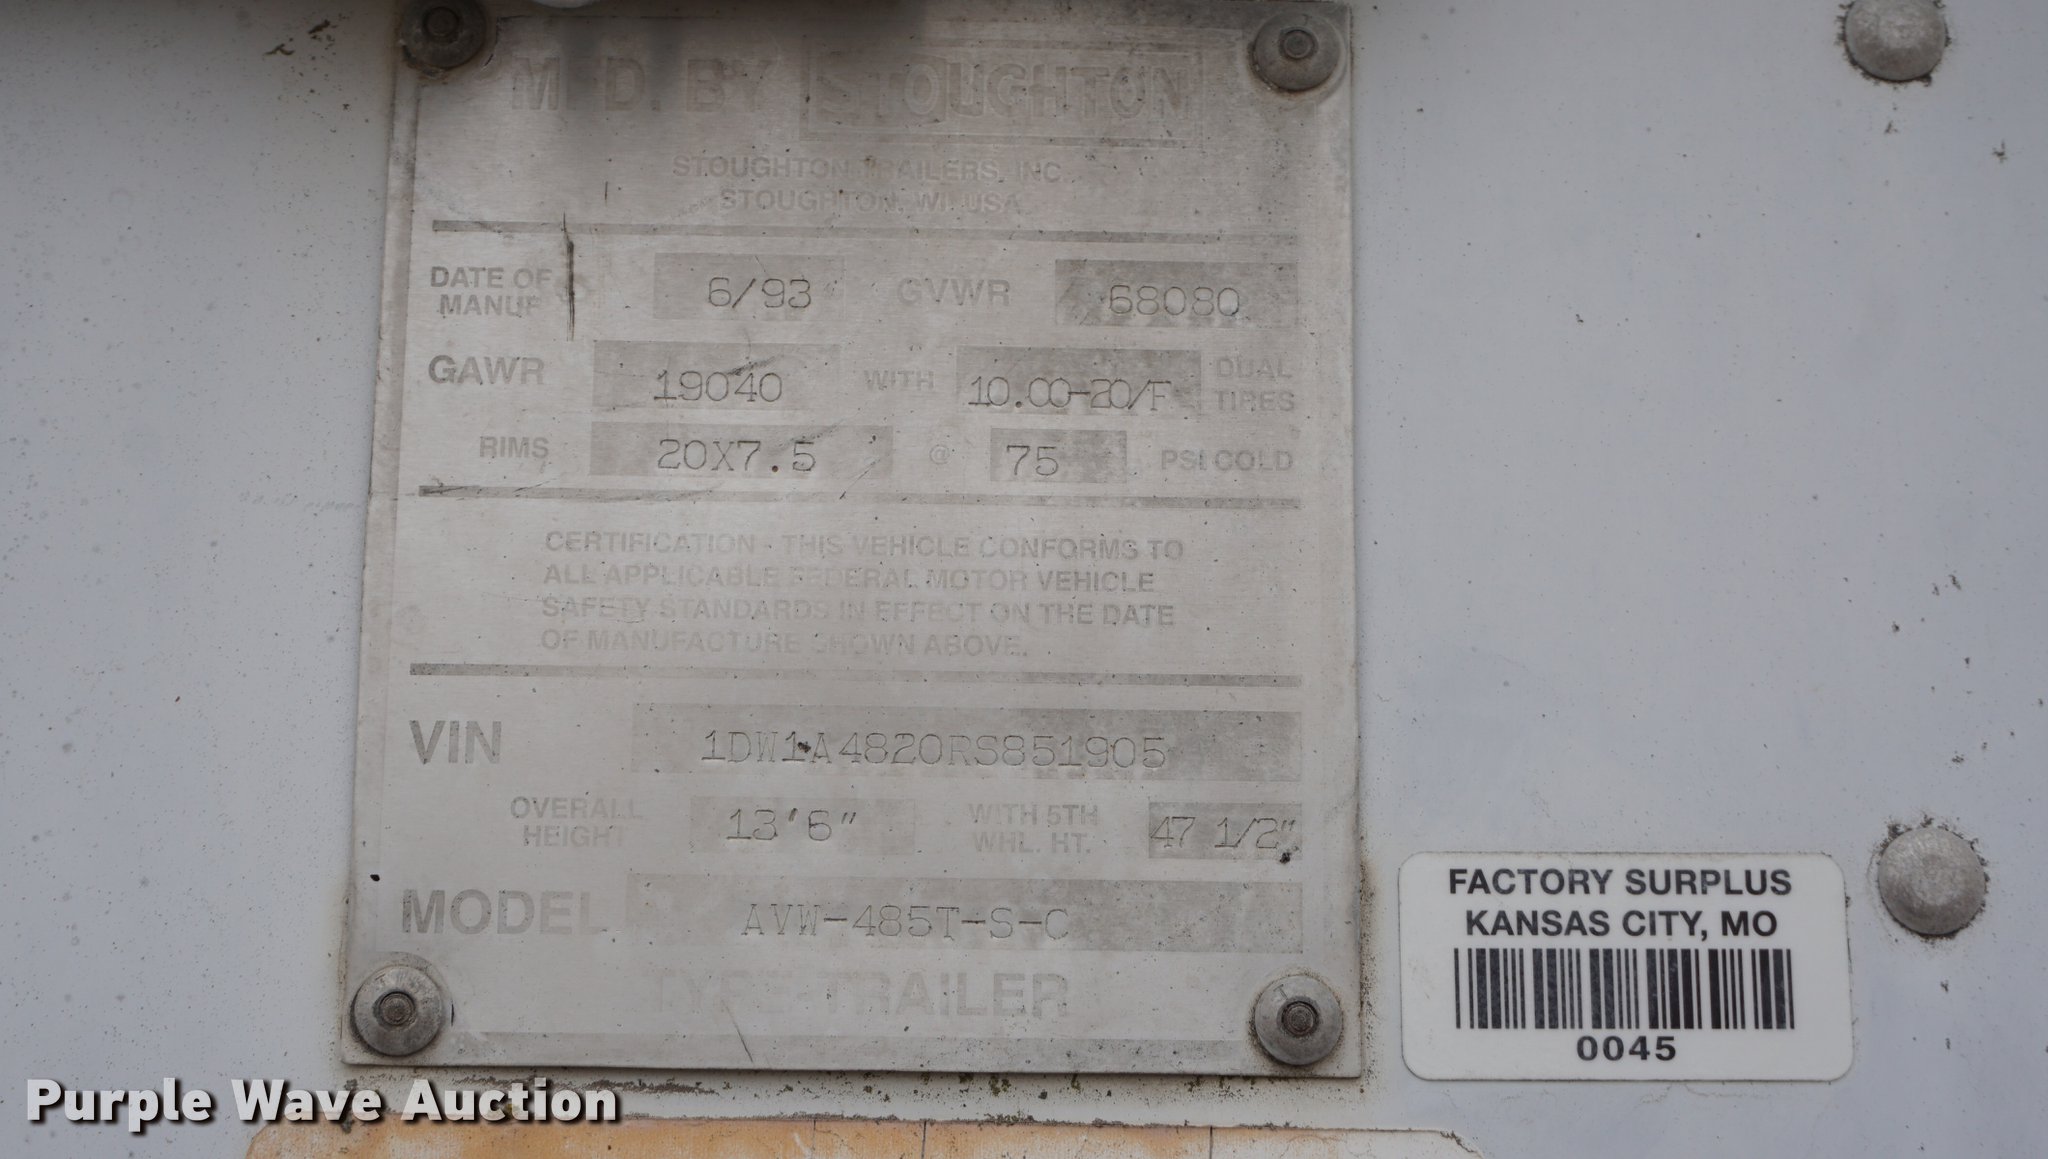 MFD. BY STOUGHTON
STOUGHTON TRAILERS, INC.
STOUGHTON, WI. USA
DATE OF MANUF 6/93 GVWR 68080
GAWR 19040 WITH 10.00-20/F DUAL TIRES
RIMS 20X7.5 @ 75 PSI COLD
CERTIFICATION - THIS VEHICLE CONFORMS TO
ALL APPLICABLE FEDERAL MOTOR VEHICLE
SAFETY STANDARDS IN EFFECT ON THE DATE
OF MANUFACTURE SHOWN ABOVE.
VIN 1DW1A4820RS851905
OVERALL HEIGHT 13'6" WITH 5TH WHL. HT. 47 1/2"
MODEL AVW-485T-S-C
TYPE-TRAILER
FACTORY SURPLUS
KANSAS CITY, MO
0045
Purple Wave Auction